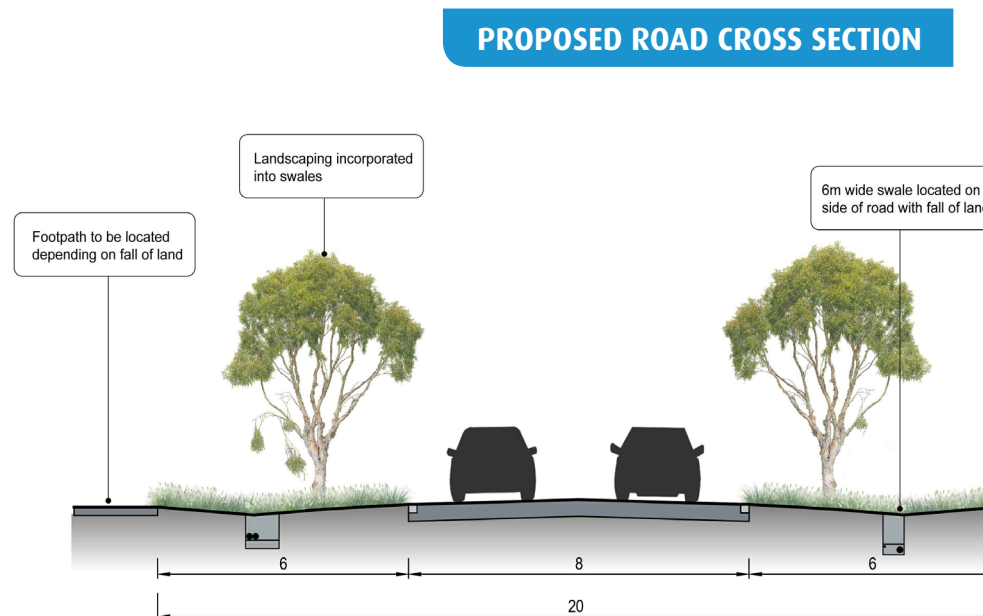 PROPOSED ROAD CROSS SECTION
Landscaping incorporated
into swales
6m wide swale located on
side of road with fall of
Footpath to be located
depending on fall of land
6
8
6
20